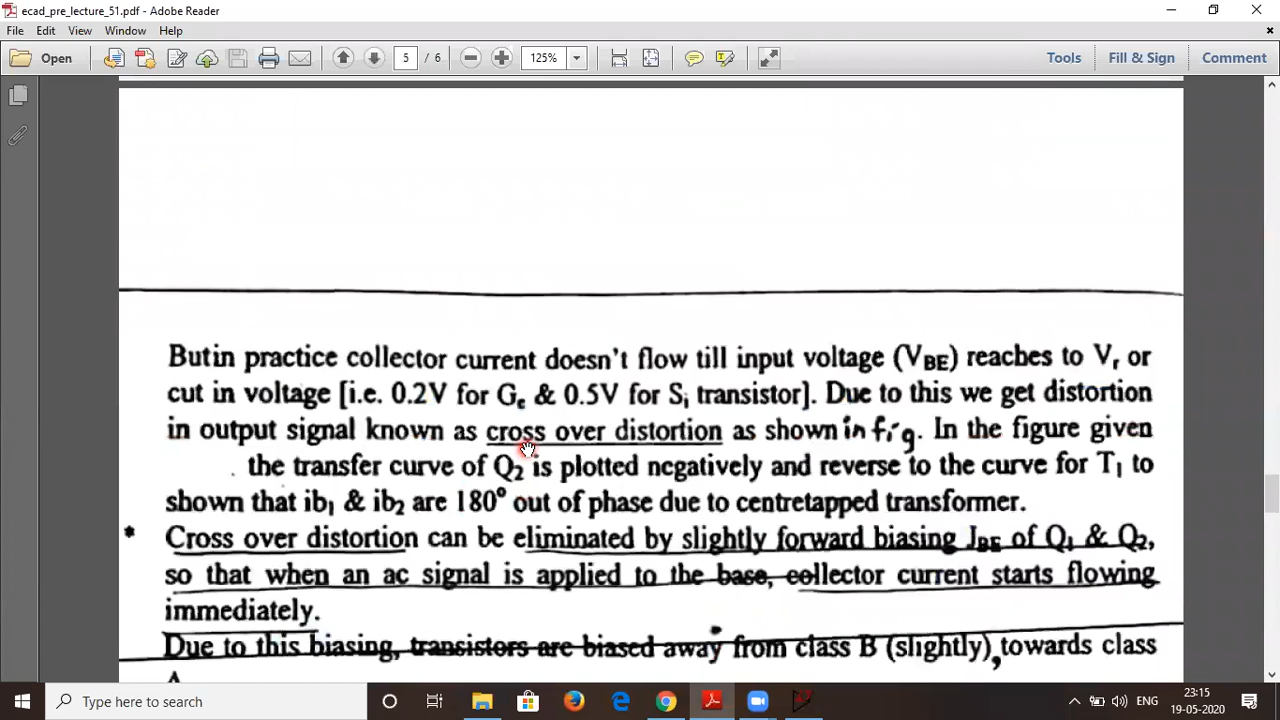 ecad_pre_lecture_51.pdf - Adobe Reader
File Edit View Window Help
Open 5 / 6 125% Tools Fill & Sign Comment
Butin practice collector current doesn't flow till input voltage (VBE) reaches to Vr or
cut in voltage [i.e. 0.2V for Ge & 0.5V for Si transistor]. Due to this we get distortion
in output signal known as cross over distortion as shown in fig. In the figure given
the transfer curve of Q2 is plotted negatively and reverse to the curve for T1 to
shown that ib1 & ib2 are 180° out of phase due to centretapped transformer.
* Cross over distortion can be eliminated by slightly forward biasing JBE of Q1 & Q2,
so that when an ac signal is applied to the base, collector current starts flowing
immediately.
Due to this biasing, transistors are biased away from class B (slightly), towards class
Type here to search ENG 23:15
19-05-2020